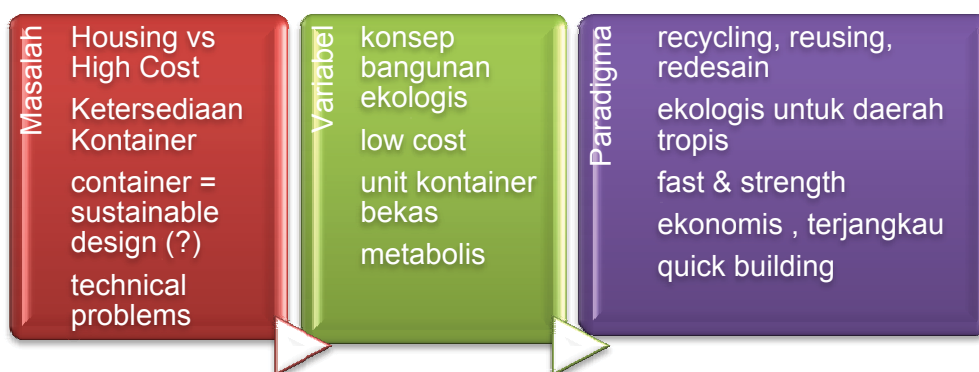 Masalah
Housing vs
High Cost
Ketersediaan
Kontainer
container =
sustainable
design (?)
technical
problems
Variabel
konsep
bangunan
ekologis
low cost
unit kontainer
bekas
metabolis
Paradigma
recycling, reusing,
redesain
ekologis untuk daerah
tropis
fast & strength
ekonomis , terjangkau
quick building